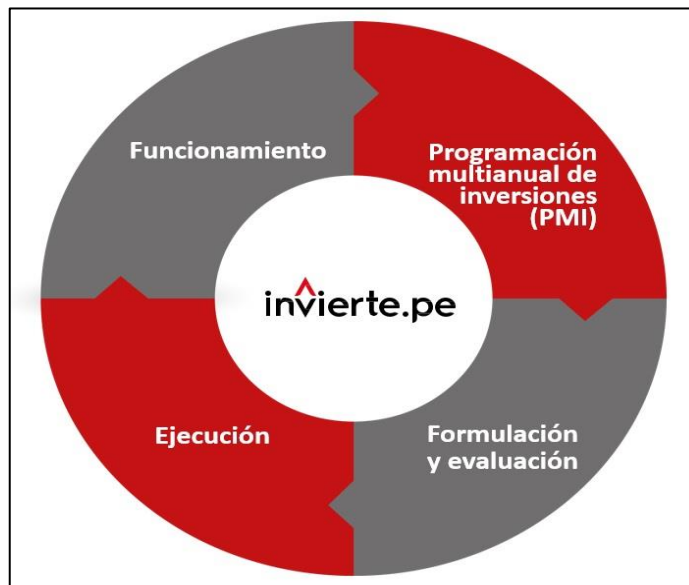 Funcionamiento
Programación
multianual de
inversiones
(PMI)
invierte.pe
Ejecución
Formulación
y evaluación